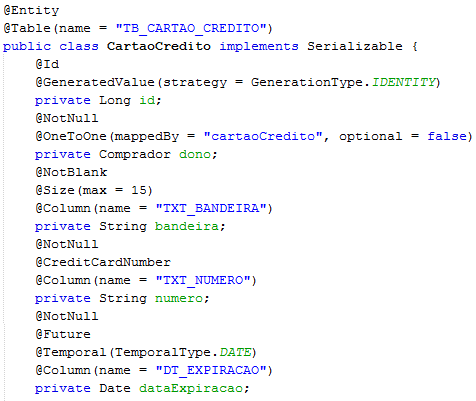 @Entity
@Table(name = "TB_CARTAO_CREDITO")
public class CartaoCredito implements Serializable {
    @Id
    @GeneratedValue(strategy = GenerationType.IDENTITY)
    private Long id;
    @NotNull
    @OneToOne(mappedBy = "cartaoCredito", optional = false)
    private Comprador dono;
    @NotBlank
    @Size(max = 15)
    @Column(name = "TXT_BANDEIRA")
    private String bandeira;
    @NotNull
    @CreditCardNumber
    @Column(name = "TXT_NUMERO")
    private String numero;
    @NotNull
    @Future
    @Temporal(TemporalType.DATE)
    @Column(name = "DT_EXPIRACAO")
    private Date dataExpiracao;